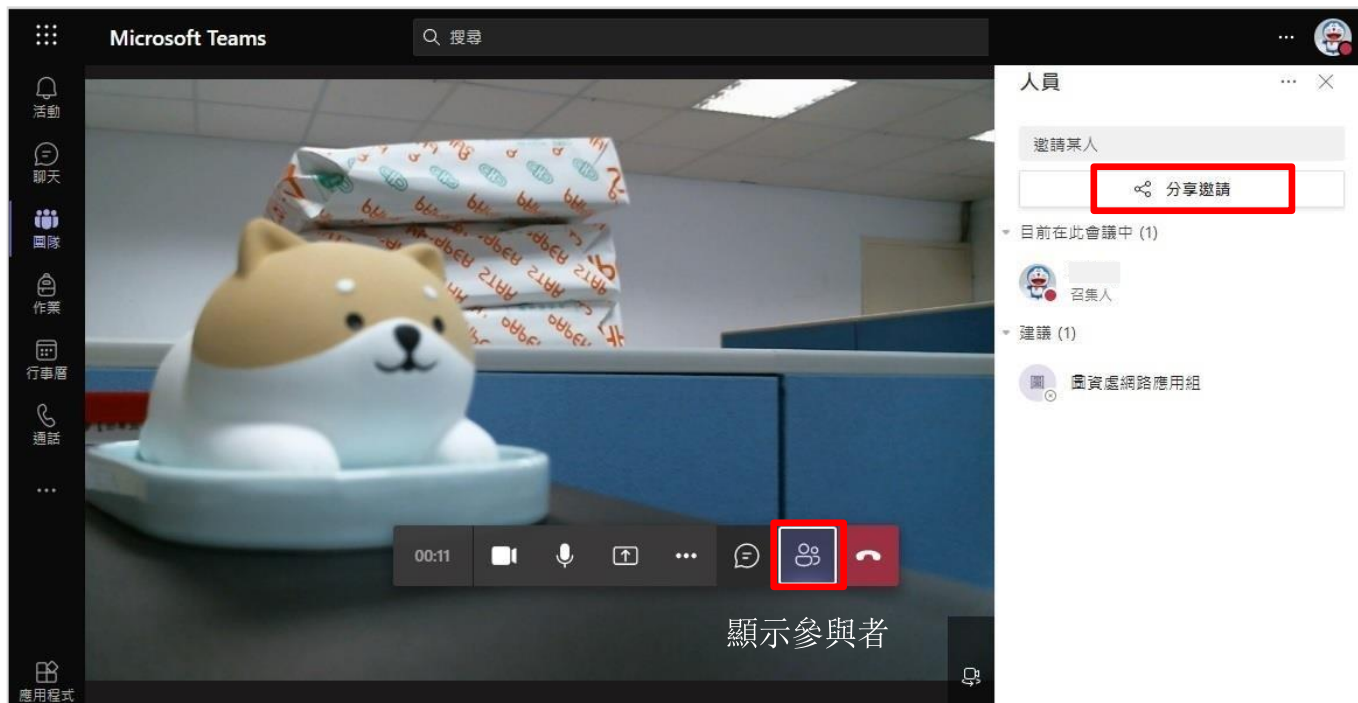 Microsoft Teams
搜尋
活動
聊天
團隊
作業
行事曆
通話
應用程式
00:11
顯示參與者
人員
邀請某人
分享邀請
目前在此會議中 (1)
召集人
建議 (1)
圖
圖資處網路應用組